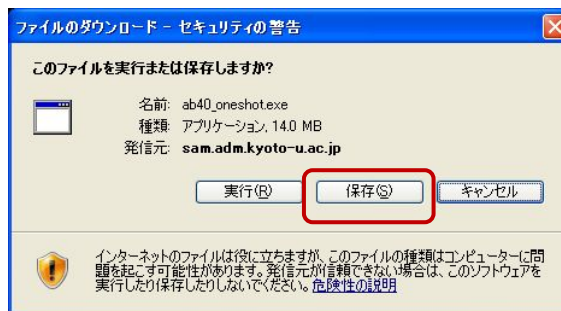 ファイルのダウンロード - セキュリティの警告
このファイルを実行または保存しますか?
名前: ab40_oneshot.exe
種類: アプリケーション, 14.0 MB
発信元: sam.adm.kyoto-u.ac.jp
実行(R) 保存(S) キャンセル
インターネットのファイルは役に立ちますが、このファイルの種類はコンピューターに問
題を起こす可能性があります。発信元が信頼できない場合は、このソフトウェアを
実行したり保存したりしないでください。危険性の説明